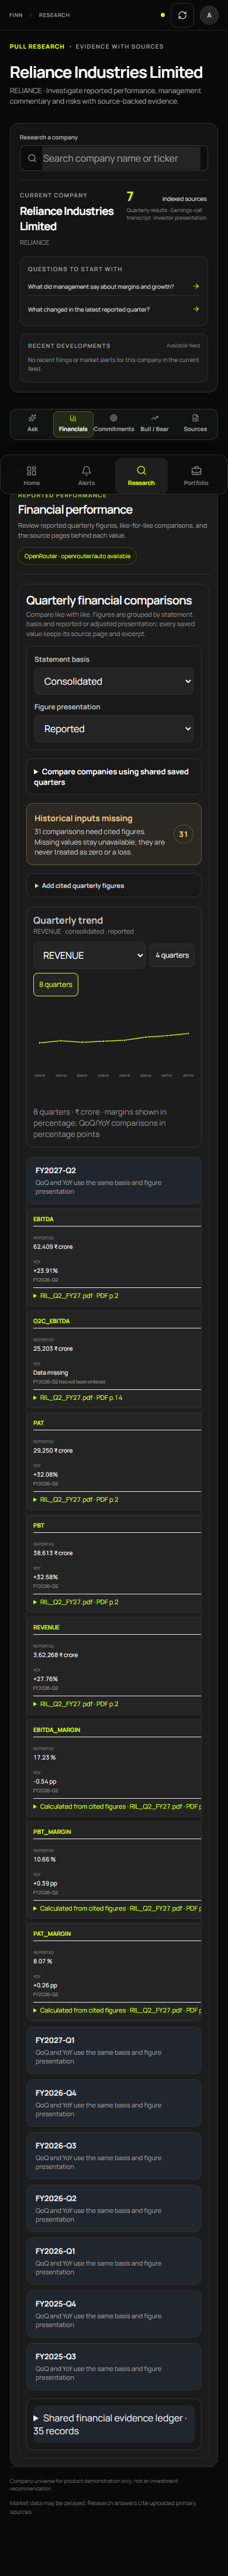 FINN › RESEARCH
A
PULL RESEARCH • EVIDENCE WITH SOURCES
Reliance Industries Limited
RELIANCE · Investigate reported performance, management
commentary and risks with source-backed evidence.
Research a company
Search company name or ticker
CURRENT COMPANY
Reliance Industries
Limited
RELIANCE
7 indexed sources
Quarterly results · Earnings-call
transcript · Investor presentation
QUESTIONS TO START WITH
What did management say about margins and growth?
What changed in the latest reported quarter?
RECENT DEVELOPMENTS
Available feed
No recent filings or market alerts for this company in the current
feed.
Ask
Financials
Commitments
Bull / Bear
Sources
Home
Alerts
Research
Portfolio
REPORTED PERFORMANCE
Financial performance
Review reported quarterly figures, like-for-like comparisons, and
the source pages behind each value.
OpenRouter · openrouter/auto available
Quarterly financial comparisons
Compare like with like. Figures are grouped by statement
basis and reported or adjusted presentation; every saved
value keeps its source page and excerpt.
Statement basis
Consolidated
Figure presentation
Reported
Compare companies using shared saved
quarters
Historical inputs missing
31 comparisons need cited figures.
Missing values stay unavailable; they are
never treated as zero or a loss.
31
Add cited quarterly figures
Quarterly trend
REVENUE · consolidated · reported
REVENUE
4 quarters
8 quarters
8 quarters · ₹ crore · margins shown in
percentage; QoQ/YoY comparisons in
percentage points
FY2027-Q2
QoQ and YoY use the same basis and figure
presentation
EBITDA
REPORTED
62,409 ₹ crore
YOY
+23.91%
FY2026-Q2
RIL_Q2_FY27.pdf · PDF p.2
O2C_EBITDA
REPORTED
25,203 ₹ crore
YOY
Data missing
FY2026-Q2 has not been entered
RIL_Q2_FY27.pdf · PDF p.14
PAT
REPORTED
29,250 ₹ crore
YOY
+32.08%
FY2026-Q2
RIL_Q2_FY27.pdf · PDF p.2
PBT
REPORTED
38,613 ₹ crore
YOY
+32.58%
FY2026-Q2
RIL_Q2_FY27.pdf · PDF p.2
REVENUE
REPORTED
3,62,268 ₹ crore
YOY
+27.76%
FY2026-Q2
RIL_Q2_FY27.pdf · PDF p.2
EBITDA_MARGIN
REPORTED
17.23 %
YOY
-0.54 pp
FY2026-Q2
Calculated from cited figures · RIL_Q2_FY27.pdf · PDF p
PBT_MARGIN
REPORTED
10.66 %
YOY
+0.39 pp
FY2026-Q2
Calculated from cited figures · RIL_Q2_FY27.pdf · PDF p
PAT_MARGIN
REPORTED
8.07 %
YOY
+0.26 pp
FY2026-Q2
Calculated from cited figures · RIL_Q2_FY27.pdf · PDF p
FY2027-Q1
QoQ and YoY use the same basis and figure
presentation
FY2026-Q4
QoQ and YoY use the same basis and figure
presentation
FY2026-Q3
QoQ and YoY use the same basis and figure
presentation
FY2026-Q2
QoQ and YoY use the same basis and figure
presentation
FY2026-Q1
QoQ and YoY use the same basis and figure
presentation
FY2025-Q4
QoQ and YoY use the same basis and figure
presentation
FY2025-Q3
QoQ and YoY use the same basis and figure
presentation
Shared financial evidence ledger ·
35 records
Company universe for product demonstration only; not an investment
recommendation.
Market data may be delayed. Research answers cite uploaded primary
sources.